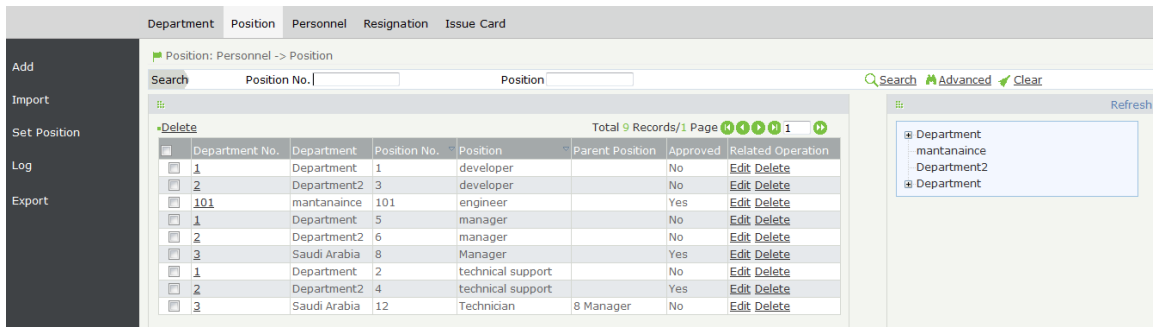 Department Position Personnel Resignation Issue Card
Position: Personnel -> Position
Add
Import
Set Position
Log
Export
Search Position No. Position Search Advanced Clear
Refresh
Delete Total 9 Records/1 Page 1
Department No. Department Position No. Position Parent Position Approved Related Operation
1 Department 1 developer No Edit Delete
2 Department2 3 developer No Edit Delete
101 mantanaince 101 engineer Yes Edit Delete
1 Department 5 manager No Edit Delete
2 Department2 6 manager No Edit Delete
3 Saudi Arabia 8 Manager Yes Edit Delete
1 Department 2 technical support No Edit Delete
2 Department2 4 technical support Yes Edit Delete
3 Saudi Arabia 12 Technician 8 Manager No Edit Delete
Department
mantanaince
Department2
Department